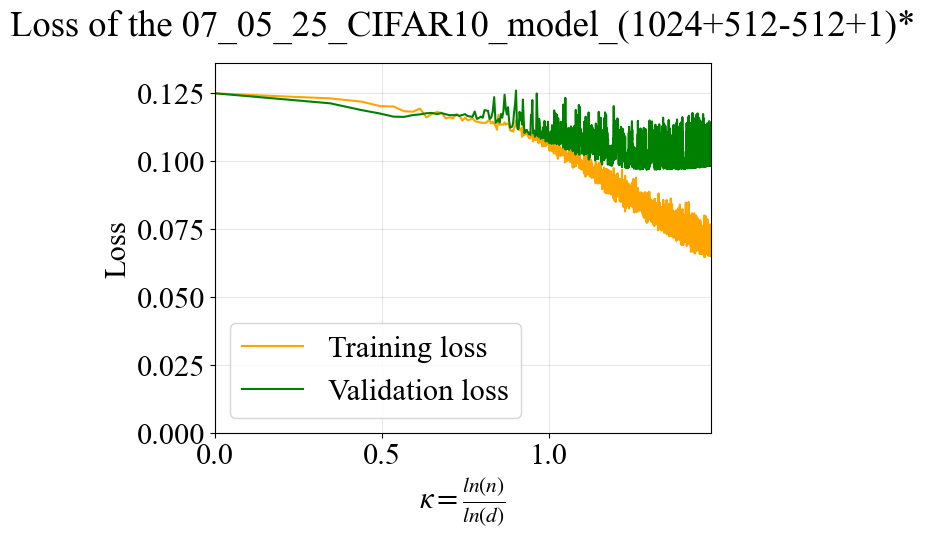 Loss of the 07_05_25_CIFAR10_model_(1024+512-512+1)*
0.125
0.100
0.075
0.050
0.025
0.000
Loss
Training loss
Validation loss
0.0 0.5 1.0
κ = ln(n)/ln(d)